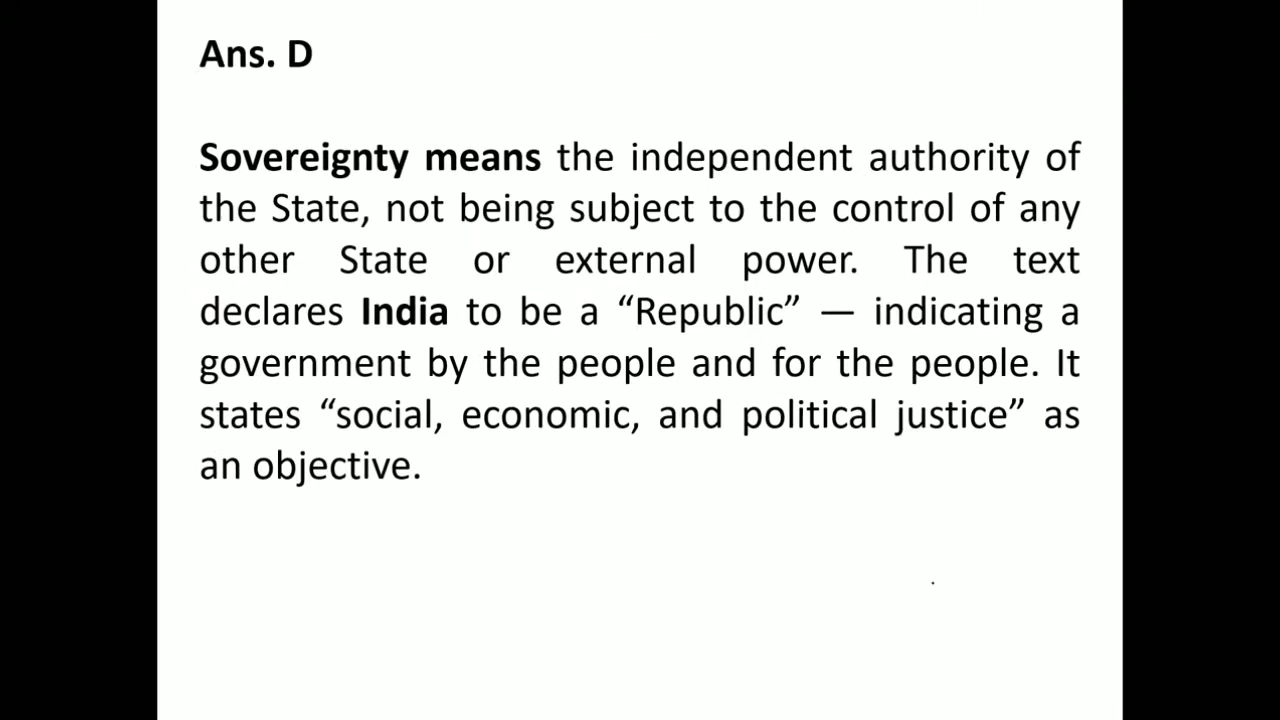 Ans. D
Sovereignty means the independent authority of
the State, not being subject to the control of any
other State or external power. The text
declares India to be a “Republic” — indicating a
government by the people and for the people. It
states “social, economic, and political justice” as
an objective.